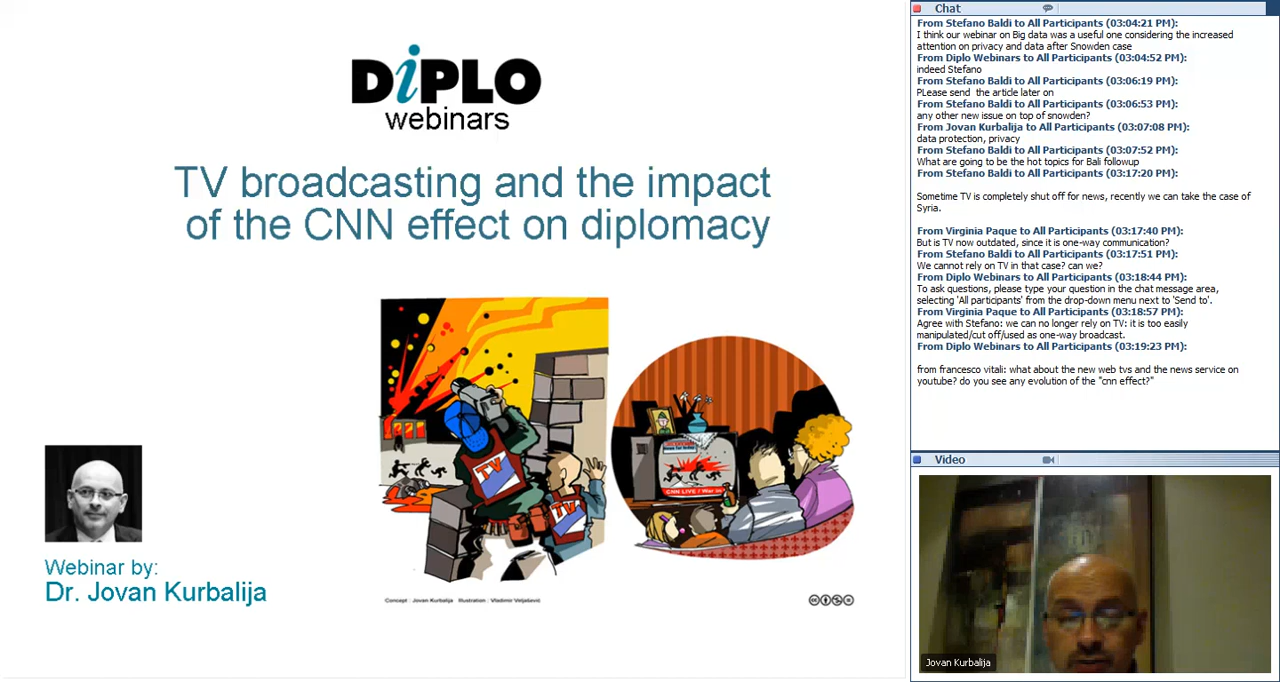 DiPLO
webinars
TV broadcasting and the impact
of the CNN effect on diplomacy
TV
TV
CNN LIVE / War in
Concept : Jovan Kurbalija Illustration : Vladimir Veljašević
cc
Webinar by:
Dr. Jovan Kurbalija
Chat
From Stefano Baldi to All Participants (03:04:21 PM):
I think our webinar on Big data was a useful one considering the increased
attention on privacy and data after Snowden case
From Diplo Webinars to All Participants (03:04:52 PM):
indeed Stefano
From Stefano Baldi to All Participants (03:06:19 PM):
PLease send the article later on
From Stefano Baldi to All Participants (03:06:53 PM):
any other new issue on top of snowden?
From Jovan Kurbalija to All Participants (03:07:08 PM):
data protection, privacy
From Stefano Baldi to All Participants (03:07:52 PM):
What are going to be the hot topics for Bali followup
From Stefano Baldi to All Participants (03:17:20 PM):
Sometime TV is completely shut off for news, recently we can take the case of
Syria.
From Virginia Paque to All Participants (03:17:40 PM):
But is TV now outdated, since it is one-way communication?
From Stefano Baldi to All Participants (03:17:51 PM):
We cannot rely on TV in that case? can we?
From Diplo Webinars to All Participants (03:18:44 PM):
To ask questions, please type your question in the chat message area,
selecting 'All participants' from the drop-down menu next to 'Send to'.
From Virginia Paque to All Participants (03:18:57 PM):
Agree with Stefano: we can no longer rely on TV: it is too easily
manipulated/cut off/used as one-way broadcast.
From Diplo Webinars to All Participants (03:19:23 PM):
from francesco vitali: what about the new web tvs and the news service on
youtube? do you see any evolution of the "cnn effect?"
Video
Jovan Kurbalija